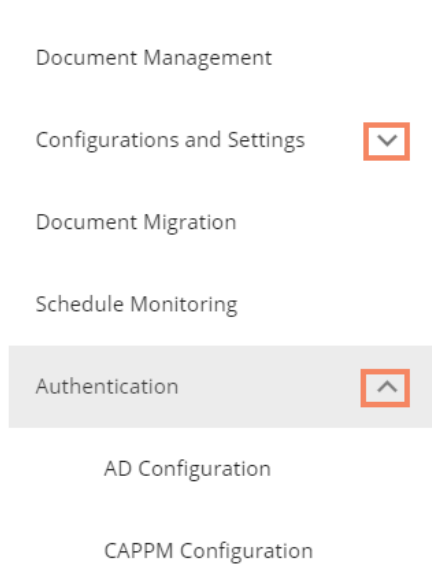 Document Management
Configurations and Settings
Document Migration
Schedule Monitoring
Authentication
AD Configuration
CAPPM Configuration